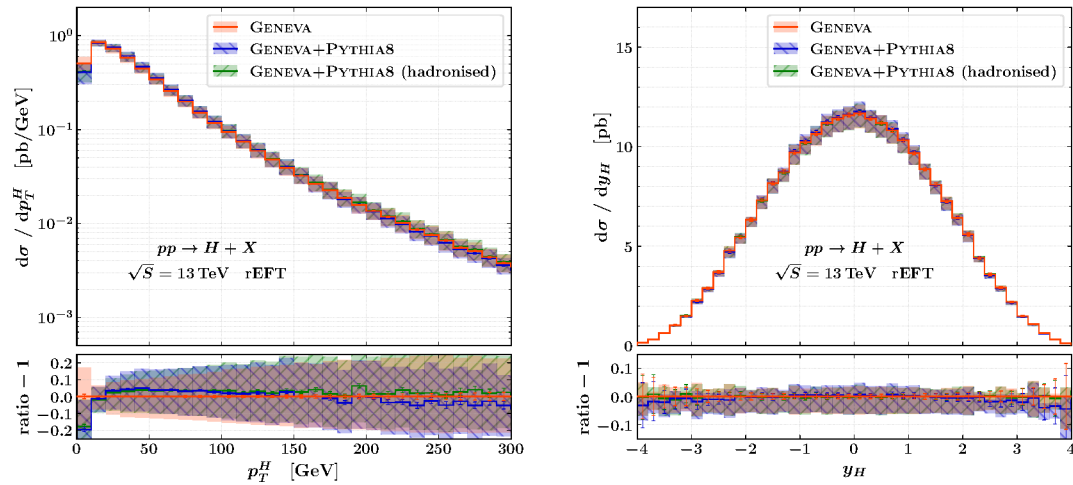 GENEVA
GENEVA+PYTHIA8
GENEVA+PYTHIA8 (hadronised)
10⁰
10⁻¹
10⁻²
10⁻³
dσ / dp_T^H [pb/GeV]
pp → H + X
√S = 13 TeV rEFT
0.2
0.1
0.0
−0.1
−0.2
ratio − 1
0 50 100 150 200 250 300
p_T^H [GeV]
GENEVA
GENEVA+PYTHIA8
GENEVA+PYTHIA8 (hadronised)
15
10
5
0
dσ / dy_H [pb]
pp → H + X
√S = 13 TeV rEFT
0.1
0.0
−0.1
ratio − 1
−4 −3 −2 −1 0 1 2 3 4
y_H